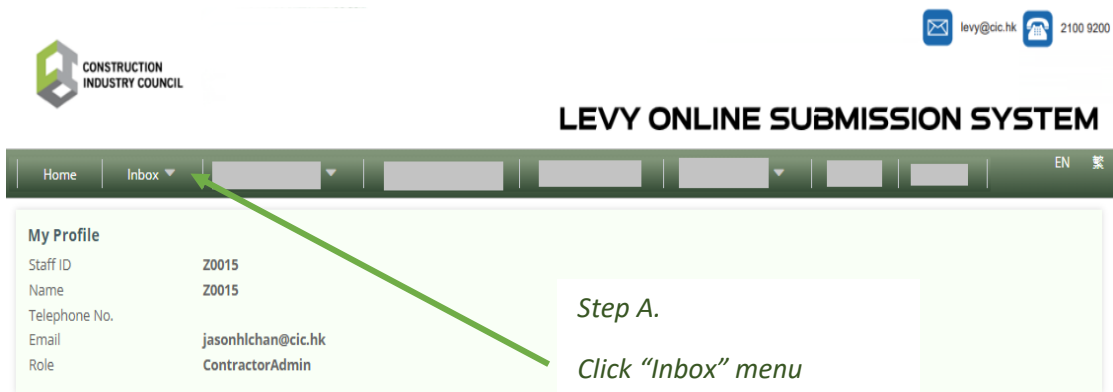 levy@cic.hk 2100 9200
CONSTRUCTION
INDUSTRY COUNCIL
LEVY ONLINE SUBMISSION SYSTEM
Home Inbox EN 繁
My Profile
Staff ID Z0015
Name Z0015
Telephone No.
Email jasonhlchan@cic.hk
Role ContractorAdmin
Step A.
Click “Inbox” menu